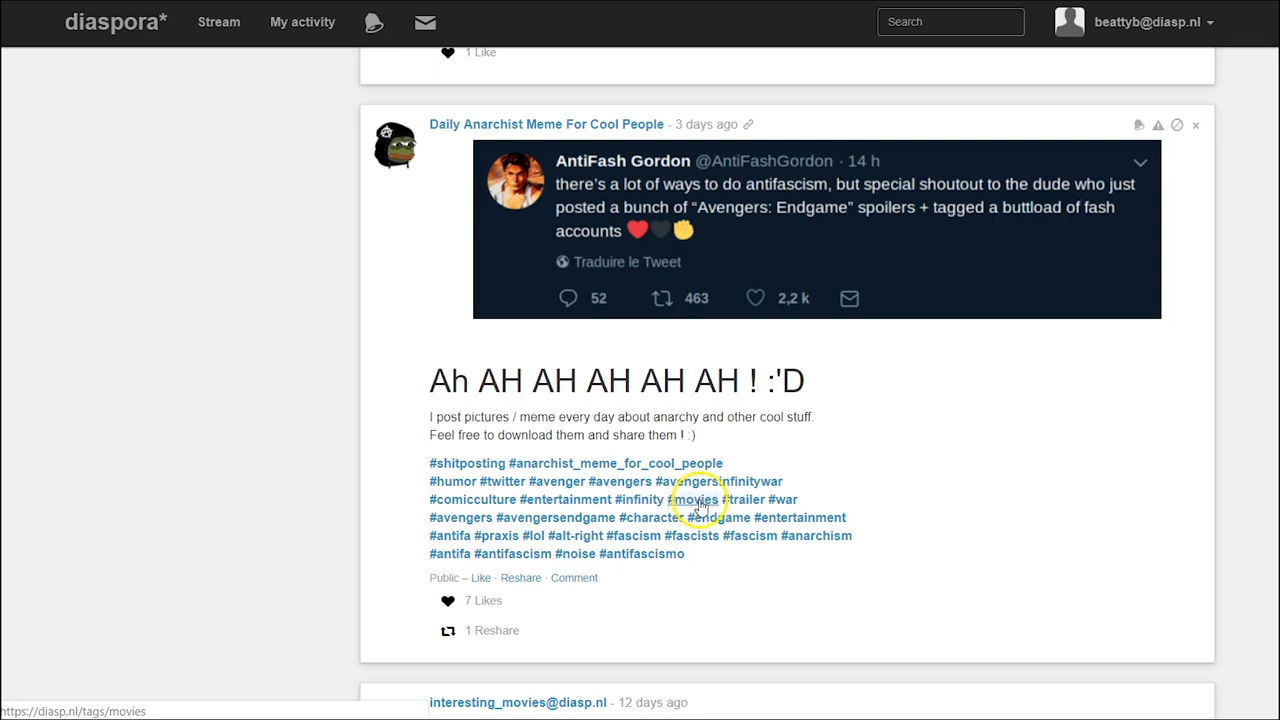 diaspora* Stream My activity Search beattyb@diasp.nl
1 Like
Daily Anarchist Meme For Cool People - 3 days ago
AntiFash Gordon @AntiFashGordon · 14 h
there's a lot of ways to do antifascism, but special shoutout to the dude who just
posted a bunch of “Avengers: Endgame” spoilers + tagged a buttload of fash
accounts ❤️🖤✊
Traduire le Tweet
52 463 2,2 k
Ah AH AH AH AH AH ! :'D
I post pictures / meme every day about anarchy and other cool stuff.
Feel free to download them and share them ! :)
#shitposting #anarchist_meme_for_cool_people
#humor #twitter #avenger #avengers #avengersinfinitywar
#comicculture #entertainment #infinity #movies #trailer #war
#avengers #avengersendgame #character #endgame #entertainment
#antifa #praxis #lol #alt-right #fascism #fascists #fascism #anarchism
#antifa #antifascism #noise #antifascismo
Public – Like · Reshare · Comment
7 Likes
1 Reshare
interesting_movies@diasp.nl - 12 days ago
https://diasp.nl/tags/movies